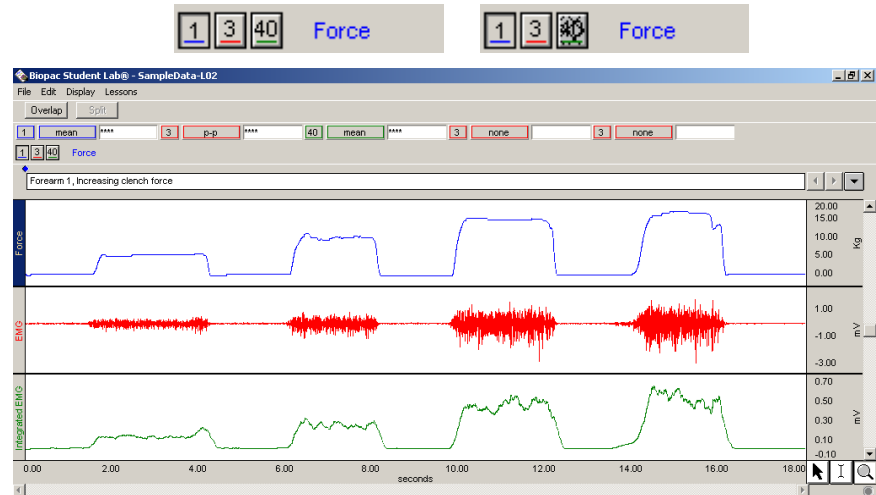 1 3 40 Force
1 3 40 Force
Biopac Student Lab® - SampleData-L02
File Edit Display Lessons
Overlap Split
1 mean **** 3 p-p **** 40 mean **** 3 none 3 none
1 3 40 Force
Forearm 1, Increasing clench force
Force
20.00
15.00
10.00
5.00
0.00
Kg
EMG
1.00
-1.00
-3.00
mV
Integrated EMG
0.70
0.50
0.30
0.10
-0.10
mV
0.00 2.00 4.00 6.00 8.00 10.00 12.00 14.00 16.00 18.00
seconds